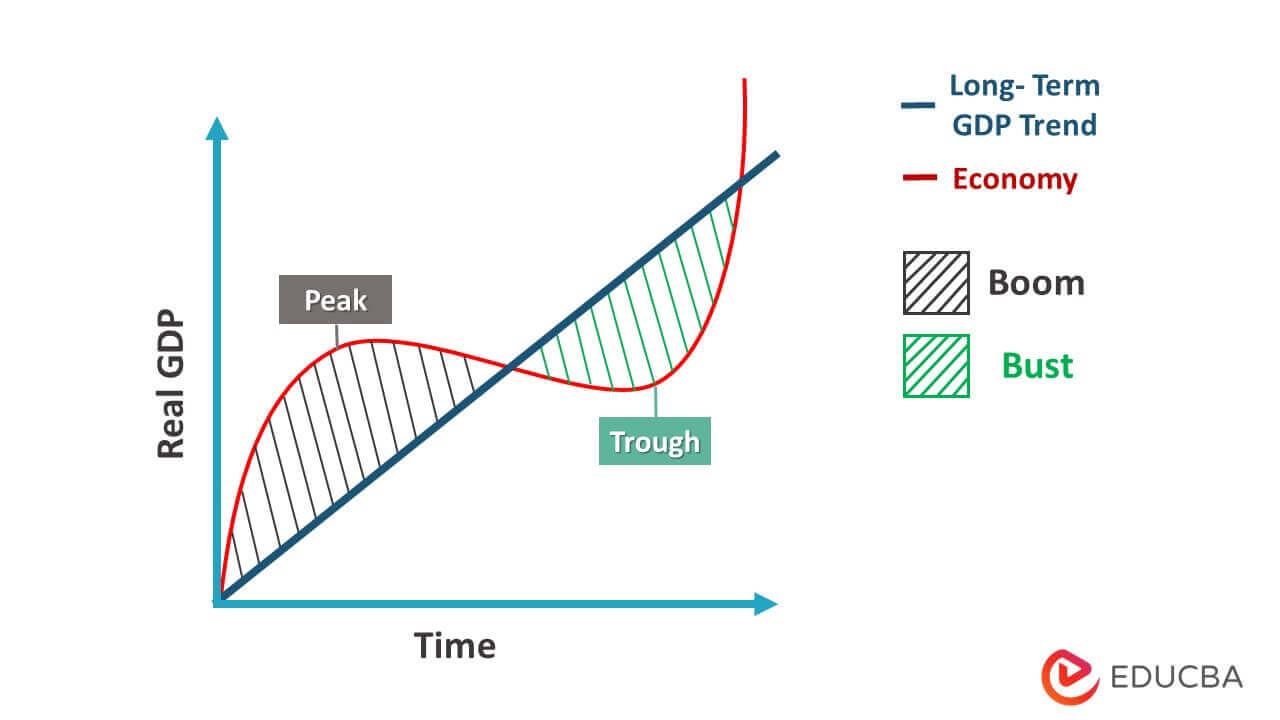 Long- Term
GDP Trend
Economy
Boom
Bust
Peak
Trough
Real GDP
Time
EDUCBA